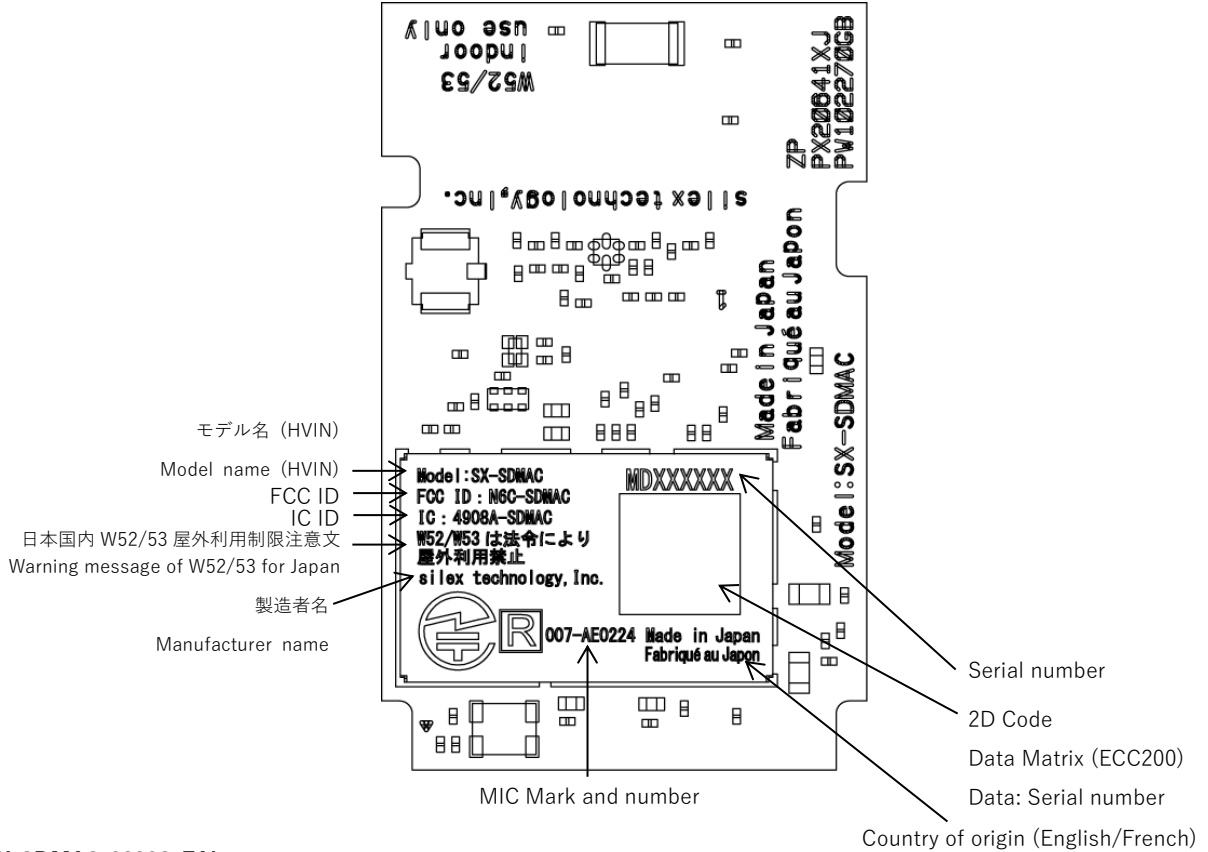 W52/53
indoor
use only
ZP
PX20641XJ
PW102270GB
silex technology,Inc.
Made in Japan
Fabriqué au Japon
Model:SX-SDMAC
モデル名 (HVIN)
Model name (HVIN)
FCC ID
IC ID
日本国内 W52/53 屋外利用制限注意文
Warning message of W52/53 for Japan
製造者名
Manufacturer name
Model:SX-SDMAC
FCC ID : N6C-SDMAC
IC : 4908A-SDMAC
W52/W53 は法令により
屋外利用禁止
silex technology, Inc.
MDXXXXXX
R
007-AE0224 Made in Japan
Fabriqué au Japon
Serial number
2D Code
Data Matrix (ECC200)
Data: Serial number
MIC Mark and number
Country of origin (English/French)